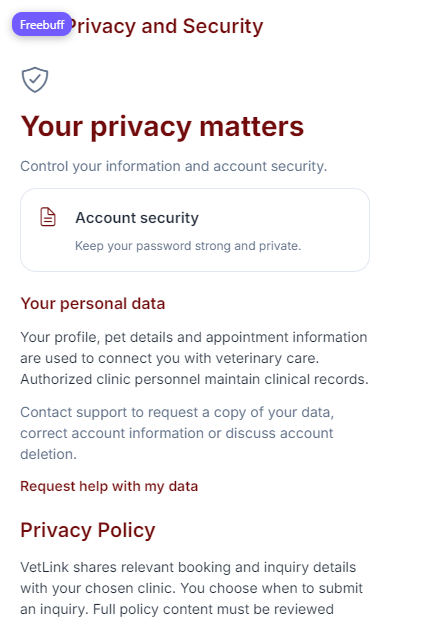 Freebuff
Privacy and Security
Your privacy matters
Control your information and account security.
Account security
Keep your password strong and private.
Your personal data
Your profile, pet details and appointment information
are used to connect you with veterinary care.
Authorized clinic personnel maintain clinical records.
Contact support to request a copy of your data,
correct account information or discuss account
deletion.
Request help with my data
Privacy Policy
VetLink shares relevant booking and inquiry details
with your chosen clinic. You choose when to submit
an inquiry. Full policy content must be reviewed